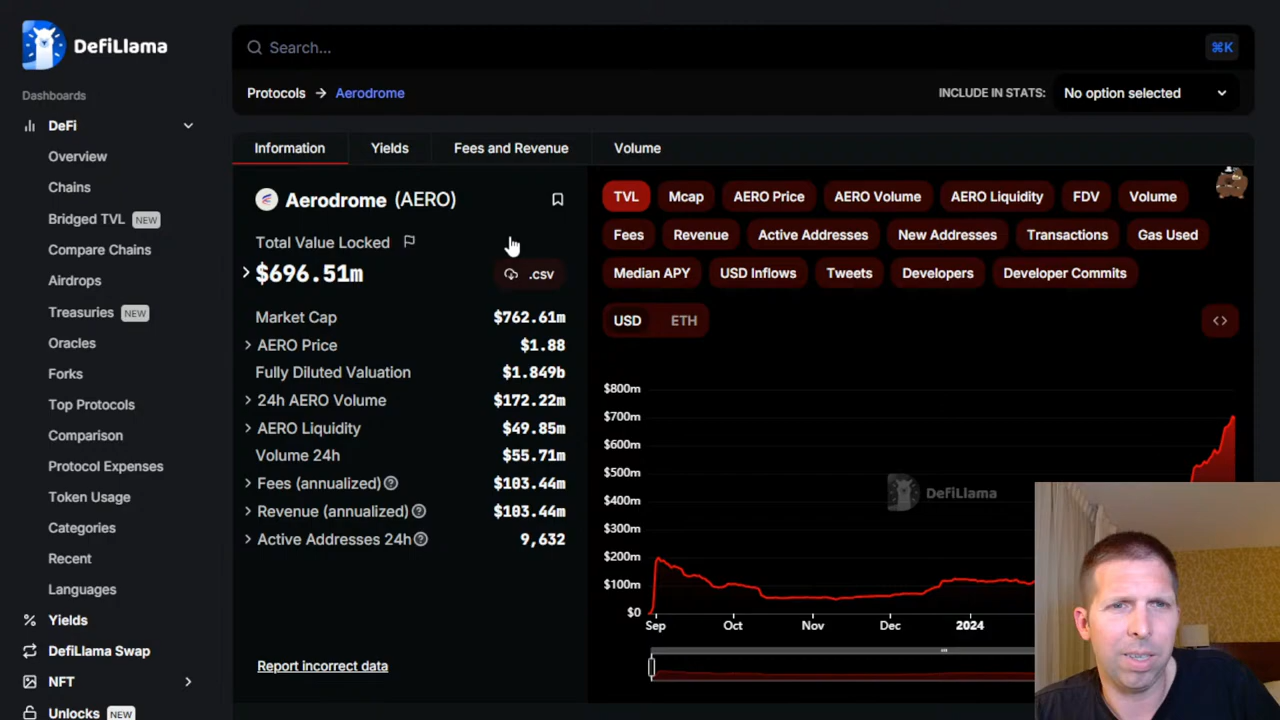 DefiLlama
Search...
⌘K
Dashboards
DeFi
Overview
Chains
Bridged TVL NEW
Compare Chains
Airdrops
Treasuries NEW
Oracles
Forks
Top Protocols
Comparison
Protocol Expenses
Token Usage
Categories
Recent
Languages
Yields
DefiLlama Swap
NFT
Unlocks NEW
Protocols → Aerodrome
INCLUDE IN STATS: No option selected
Information Yields Fees and Revenue Volume
Aerodrome (AERO)
Total Value Locked
$696.51m
.csv
Market Cap $762.61m
AERO Price $1.88
Fully Diluted Valuation $1.849b
24h AERO Volume $172.22m
AERO Liquidity $49.85m
Volume 24h $55.71m
Fees (annualized) $103.44m
Revenue (annualized) $103.44m
Active Addresses 24h 9,632
Report incorrect data
TVL Mcap AERO Price AERO Volume AERO Liquidity FDV Volume
Fees Revenue Active Addresses New Addresses Transactions Gas Used
Median APY USD Inflows Tweets Developers Developer Commits
USD ETH
$800m
$700m
$600m
$500m
$400m
$300m
$200m
$100m
$0
DefiLlama
Sep Oct Nov Dec 2024